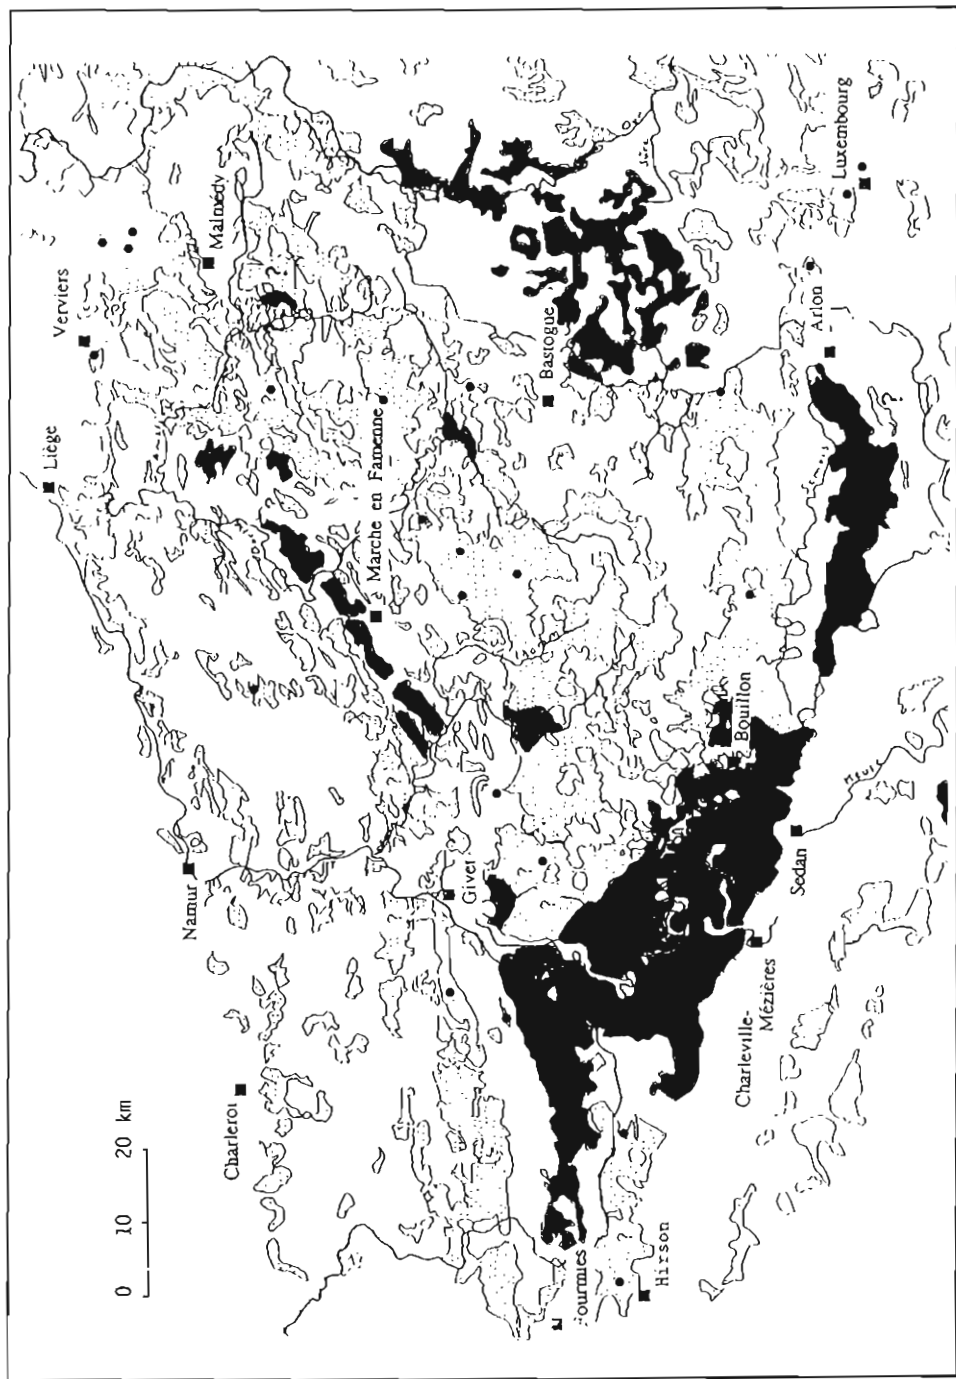 Liège
Verviers
Malmédy
Namur
Charleroi
Marche en Famenne
Givet
Bastogne
Bouillon
Arlon
Luxembourg
Sedan
Meuse
Charleville-
Mézières
Hirson
?
?
?
0 10 20 km